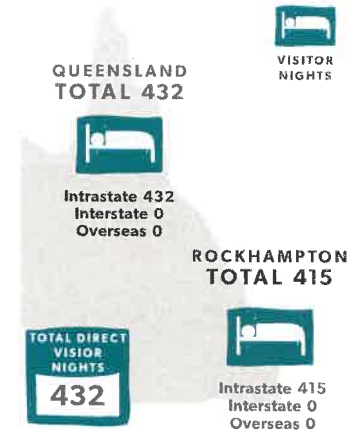 VISITOR
NIGHTS
QUEENSLAND
TOTAL 432
Intrastate 432
Interstate 0
Overseas 0
ROCKHAMPTON
TOTAL 415
Intrastate 415
Interstate 0
Overseas 0
TOTAL DIRECT
VISIOR
NIGHTS
432